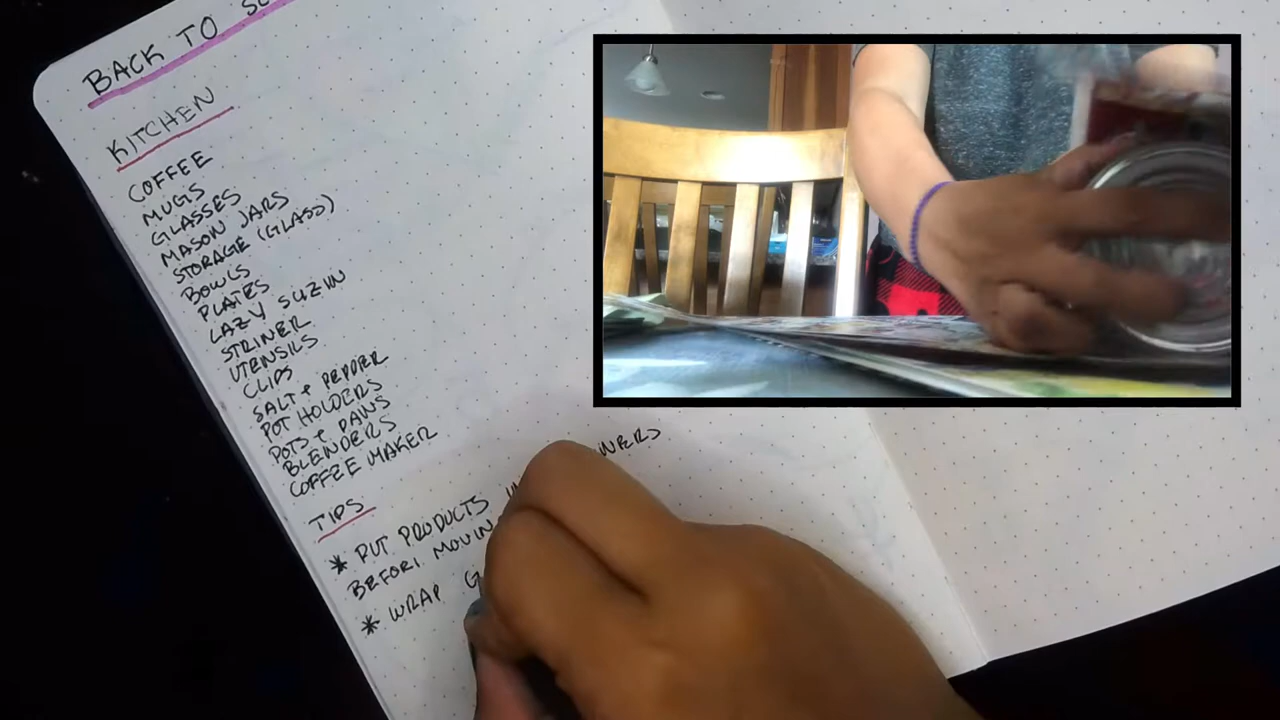 BACK TO
KITCHEN
COFFEE
MUGS
GLASSES
MASON JARS
STORAGE (GLASS)
BOWLS
PLATES
LAZY SUZIN
STRINER
UTENSILS
CLIPS
SALT + PEPPER
POT HOLDERS
POTS + PANS
BLENDERS
COFFEE MAKER
TIPS
* PUT PRODUCTS
BEFORE MOVIN
* WRAP G